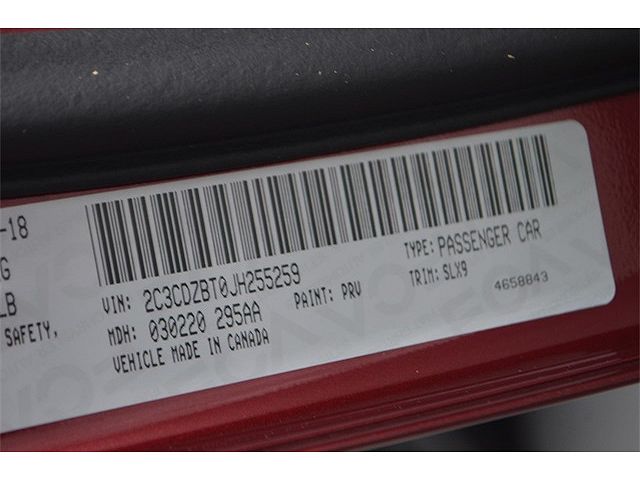 -18
G
LB
SAFETY,
VIN: 2C3CDZBT0JH255259
TYPE: PASSENGER CAR
MDH: 030220 295AA
PAINT: PRV
TRIM: SLX9
VEHICLE MADE IN CANADA
4658843